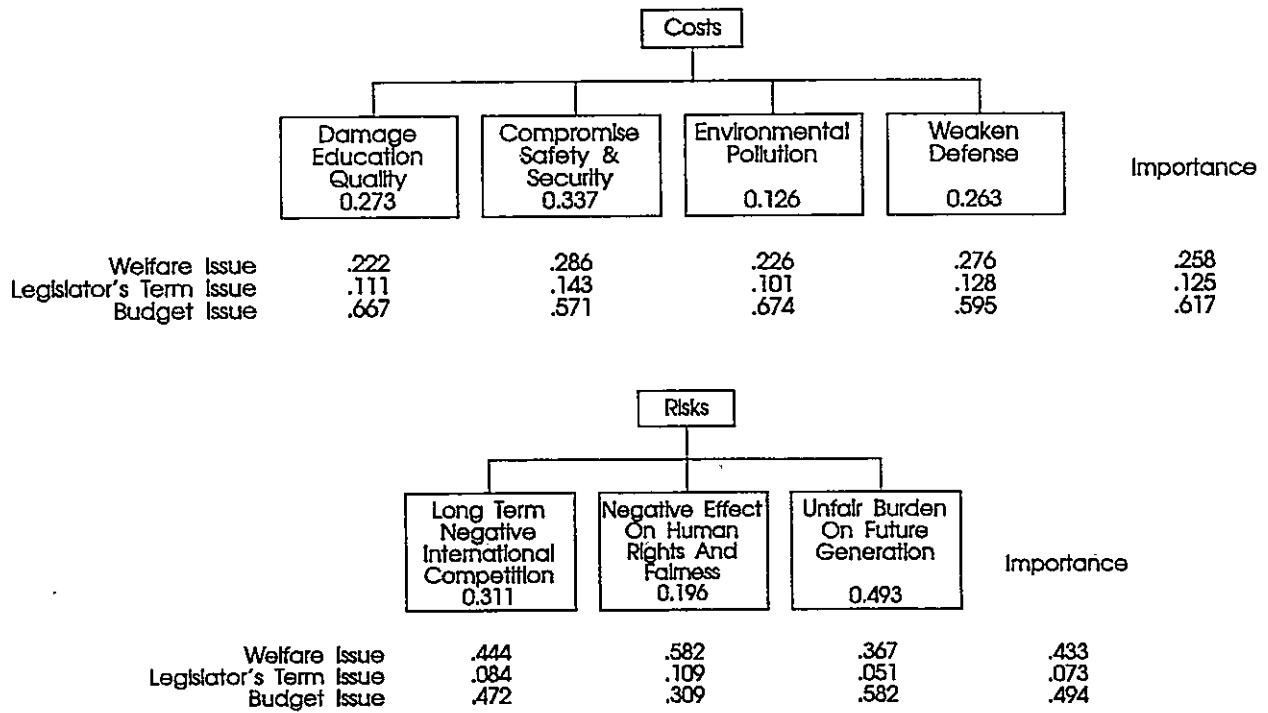 Costs
Damage
Education
Quality
0.273
Compromise
Safety &
Security
0.337
Environmental
Pollution
0.126
Weaken
Defense
0.263
Importance
Welfare Issue .222 .286 .226 .276 .258
Legislator's Term Issue .111 .143 .101 .128 .125
Budget Issue .667 .571 .674 .595 .617
Risks
Long Term
Negative
International
Competition
0.311
Negative Effect
On Human
Rights And
Fairness
0.196
Unfair Burden
On Future
Generation
0.493
Importance
Welfare Issue .444 .582 .367 .433
Legislator's Term Issue .084 .109 .051 .073
Budget Issue .472 .309 .582 .494